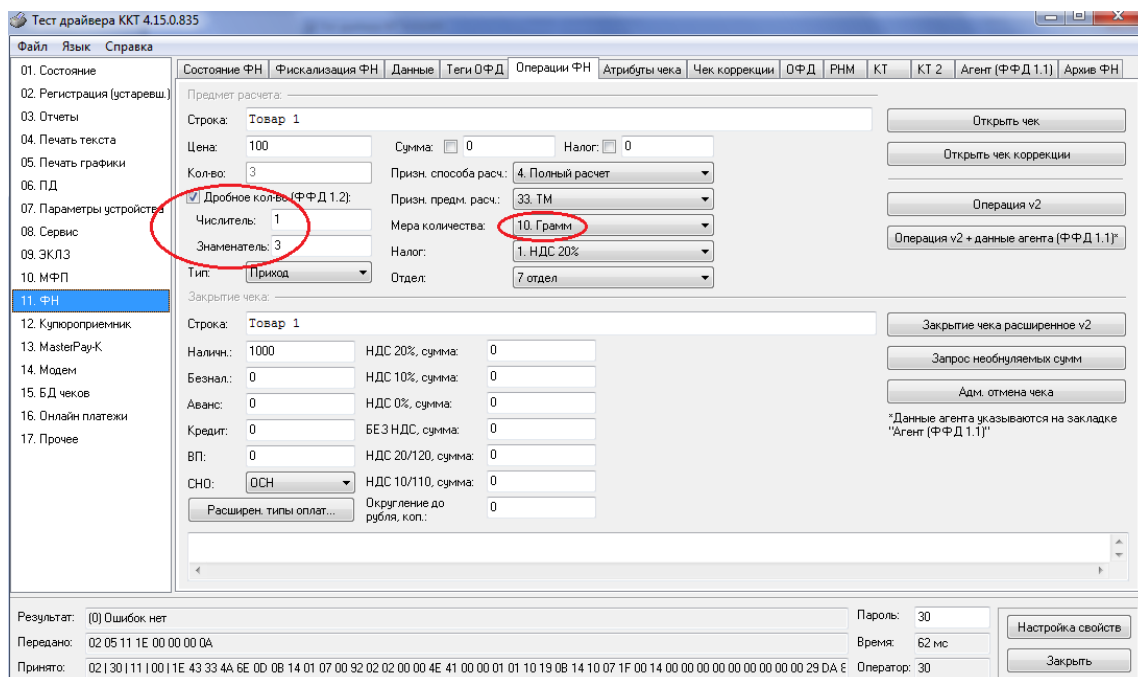 Тест драйвера ККТ 4.15.0.835
Файл Язык Справка
01. Состояние
02. Регистрация (устаревш.)
03. Отчеты
04. Печать текста
05. Печать графики
06. ПД
07. Параметры устройства
08. Сервис
09. ЭКЛЗ
10. МФП
11. ФН
12. Купюроприемник
13. MasterPay-K
14. Модем
15. БД чеков
16. Онлайн платежи
17. Прочее
Состояние ФН Фискализация ФН Данные Теги ОФД Операции ФН Атрибуты чека Чек коррекции ОФД РНМ КТ КТ 2 Агент (ФФД 1.1) Архив ФН
Предмет расчета:
Строка: Товар 1
Цена: 100 Сумма: 0 Налог: 0
Кол-во: 3 Призн. способа расч.: 4. Полный расчет
Дробное кол-во (ФФД 1.2): Призн. предм. расч.: 33. ТМ
Числитель: 1 Мера количества: 10. Грамм
Знаменатель: 3 Налог: 1. НДС 20%
Тип: Приход Отдел: 7 отдел
Закрытие чека:
Строка: Товар 1
Наличн.: 1000 НДС 20%, сумма: 0
Безнал.: 0 НДС 10%, сумма: 0
Аванс: 0 НДС 0%, сумма: 0
Кредит: 0 БЕЗ НДС, сумма: 0
ВП: 0 НДС 20/120, сумма: 0
СНО: ОСН НДС 10/110, сумма: 0
Расширен. типы оплат... Округление до рубля, коп.: 0
Открыть чек
Открыть чек коррекции
Операция v2
Операция v2 + данные агента (ФФД 1.1)*
Закрытие чека расширенное v2
Запрос необнуляемых сумм
Адм. отмена чека
*Данные агента указываются на закладке
"Агент (ФФД 1.1)"
Результат: (0) Ошибок нет Пароль: 30 Настройка свойств
Передано: 02 05 11 1E 00 00 00 0A Время: 62 мс
Принято: 02 | 30 | 11 | 00 | 1E 43 33 4A 6E 0D 0B 14 01 07 00 92 02 02 00 00 4E 41 00 00 01 01 10 19 0B 14 10 07 1F 00 14 00 00 00 00 00 00 00 00 00 29 DA Оператор: 30 Закрыть